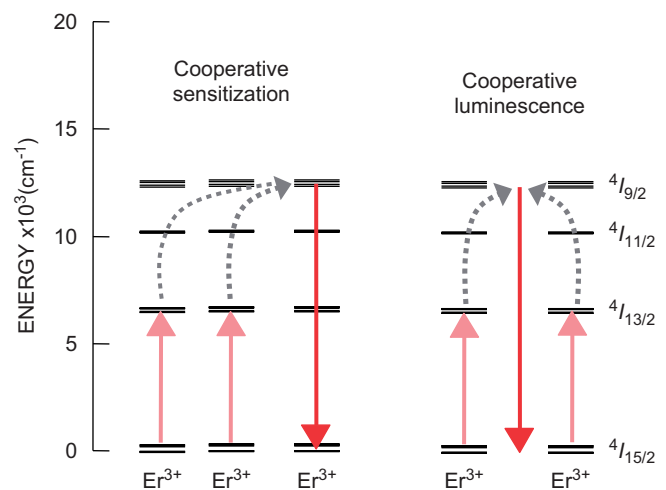 20
Cooperative
sensitization
Cooperative
luminescence
15
⁴I₉/₂
10
⁴I₁₁/₂
⁴I₁₃/₂
5
0
⁴I₁₅/₂
ENERGY x10³(cm⁻¹)
Er³⁺ Er³⁺ Er³⁺ Er³⁺ Er³⁺